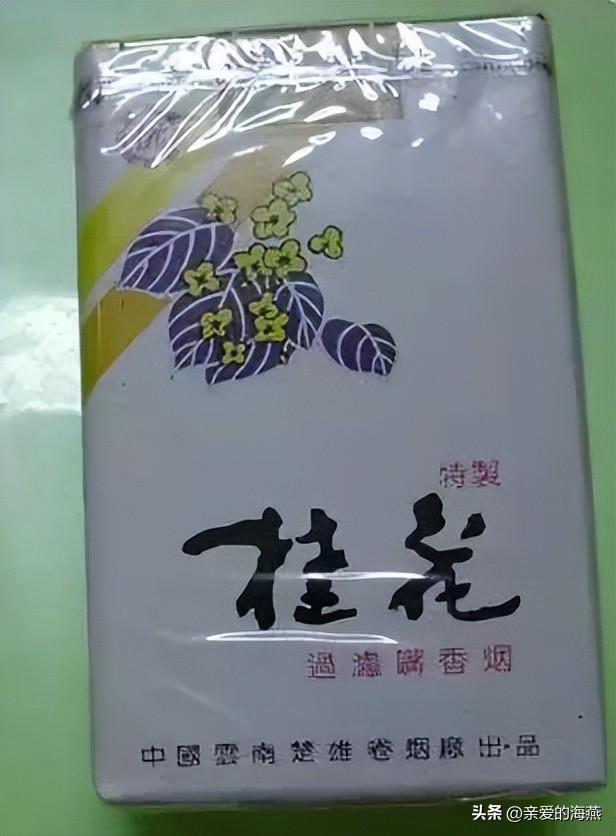 特製
桂花
過濾嘴香烟
中國雲南楚雄卷烟廠出品
头条 @亲爱的海燕